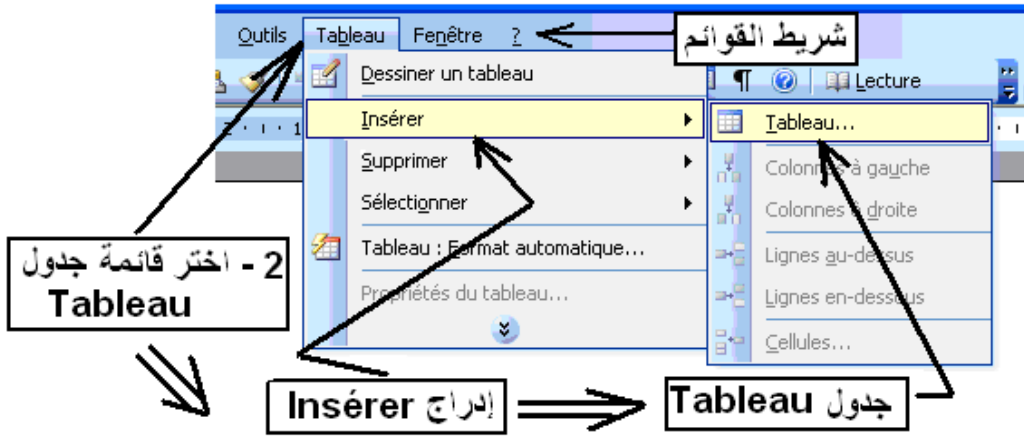 Outils Tableau Fenêtre ?
شريط القوائم
Dessiner un tableau
Lecture
Insérer
Tableau...
Supprimer
Colonnes à gauche
Sélectionner
Colonnes à droite
Tableau : Format automatique...
Lignes au-dessus
Propriétés du tableau...
Lignes en-dessous
Cellules...
2 - اختر قائمة جدول
Tableau
إدراج Insérer
جدول Tableau